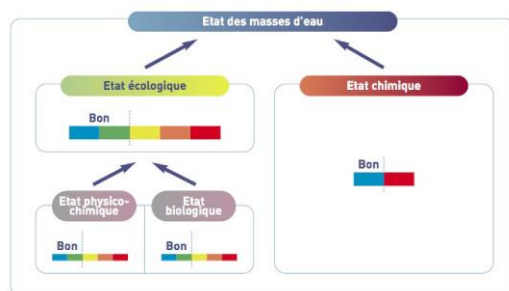 Etat des masses d'eau
Etat écologique
Etat chimique
Bon
Bon
Etat physico-
chimique
Etat
biologique
Bon
Bon